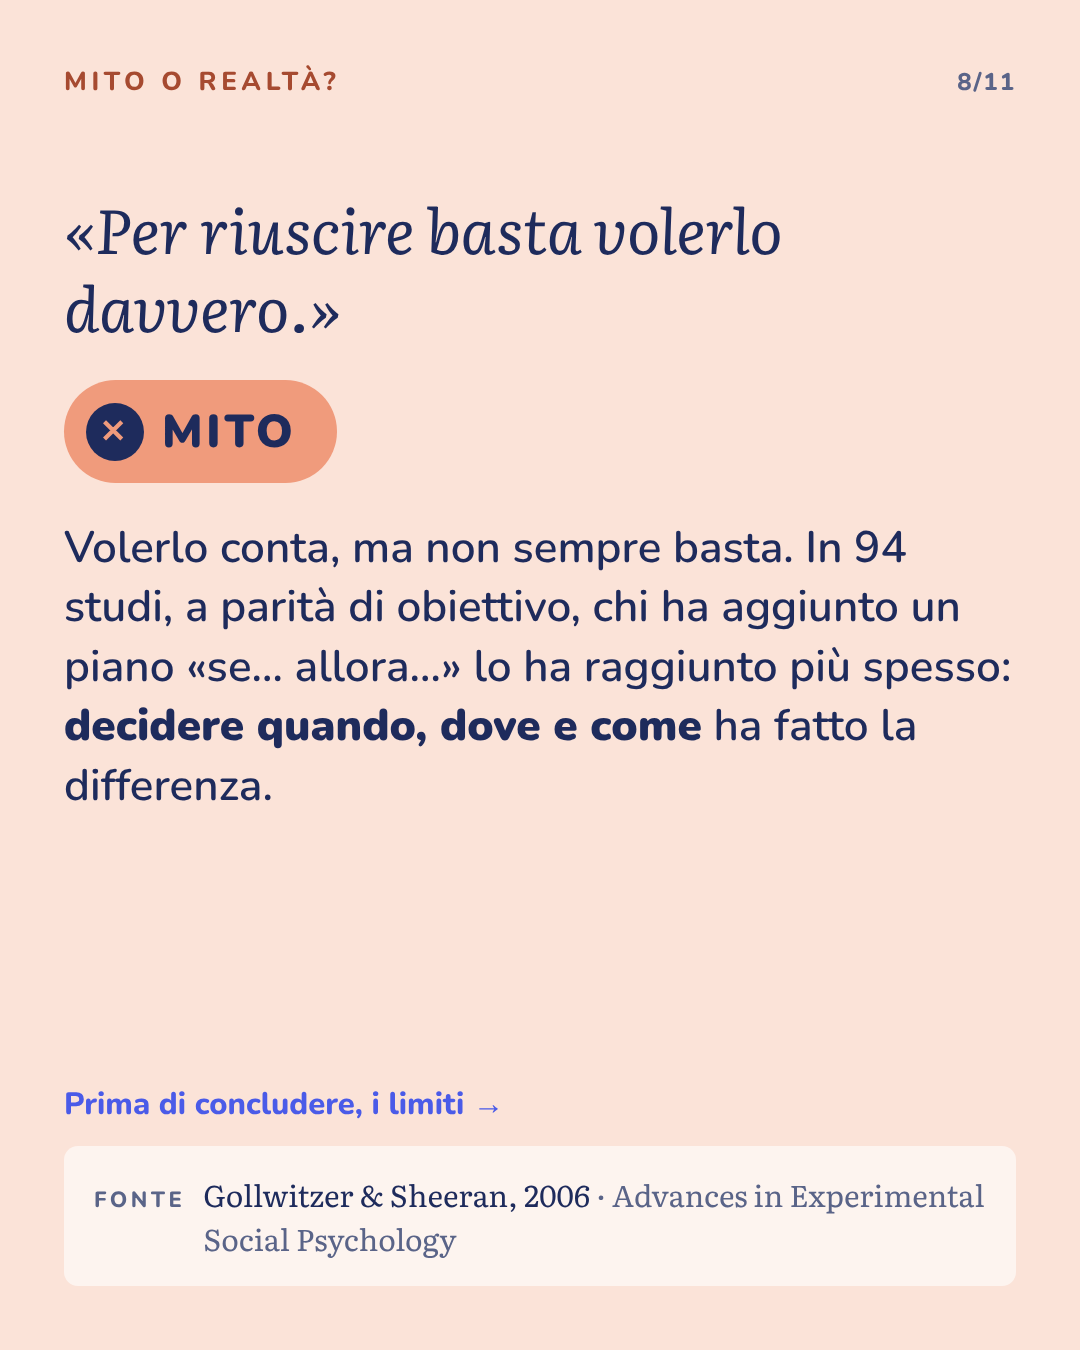 MITO O REALTÀ?
8/11
«Per riuscire basta volerlo
davvero.»
✕ MITO
Volerlo conta, ma non sempre basta. In 94
studi, a parità di obiettivo, chi ha aggiunto un
piano «se... allora...» lo ha raggiunto più spesso:
decidere quando, dove e come ha fatto la
differenza.
Prima di concludere, i limiti →
FONTE Gollwitzer & Sheeran, 2006 · Advances in Experimental
Social Psychology